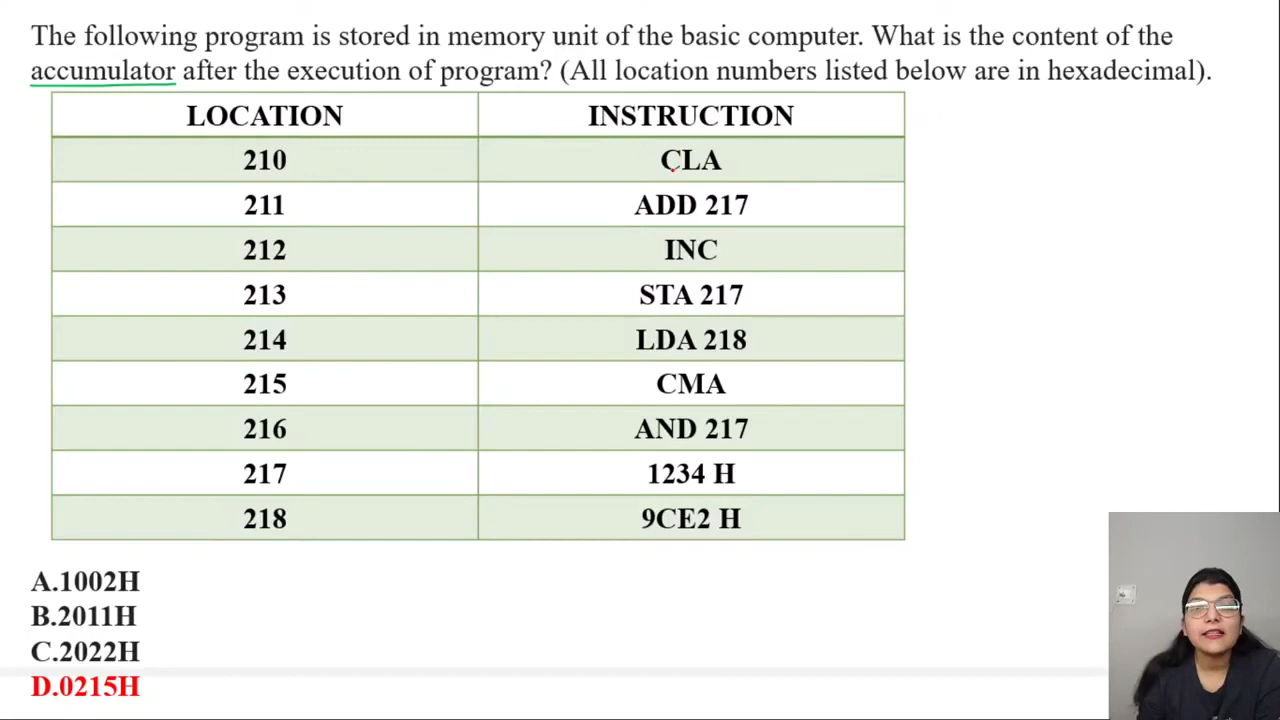 The following program is stored in memory unit of the basic computer. What is the content of the
accumulator after the execution of program? (All location numbers listed below are in hexadecimal).
LOCATION INSTRUCTION
210 CLA
211 ADD 217
212 INC
213 STA 217
214 LDA 218
215 CMA
216 AND 217
217 1234 H
218 9CE2 H
A.1002H
B.2011H
C.2022H
D.0215H